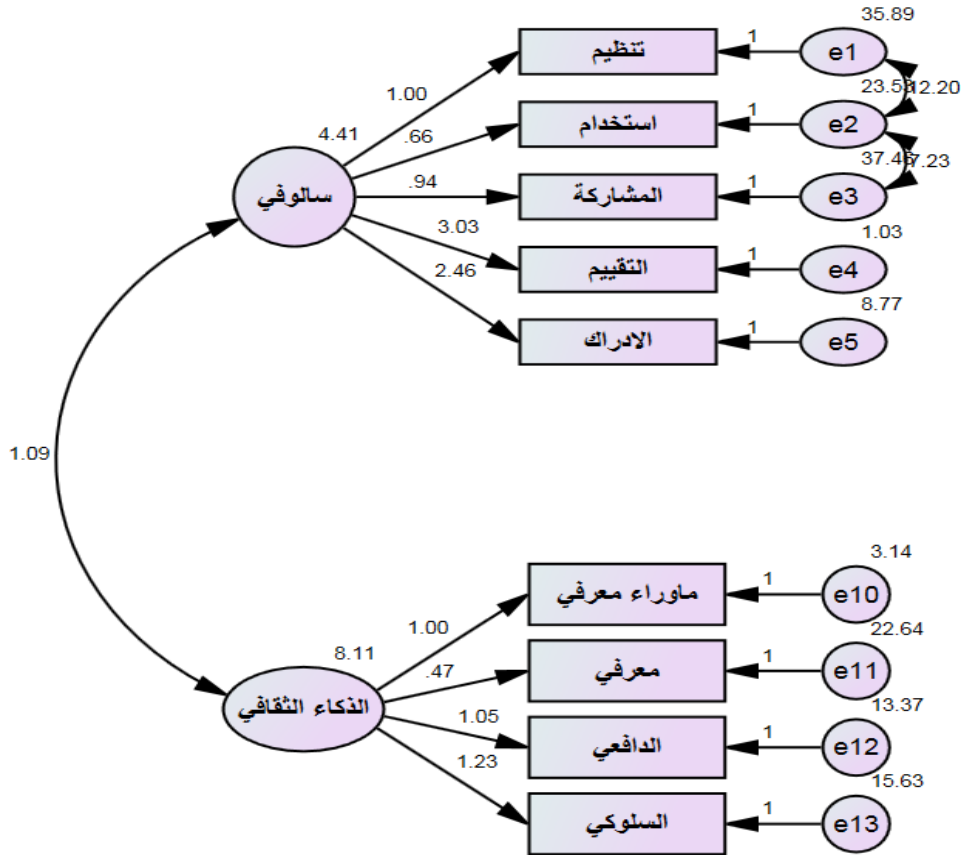 35.89
تنظيم
1
e1
1.00
23.53
12.20
4.41
استخدام
1
e2
.66
37.45
7.23
سالوفي
.94
المشاركة
1
e3
1.03
3.03
التقييم
1
e4
2.46
8.77
الادراك
1
e5
1.09
3.14
ماوراء معرفي
1
e10
1.00
22.64
8.11
.47
معرفي
1
e11
الذكاء الثقافي
13.37
1.05
الدافعي
1
e12
1.23
15.63
السلوكي
1
e13